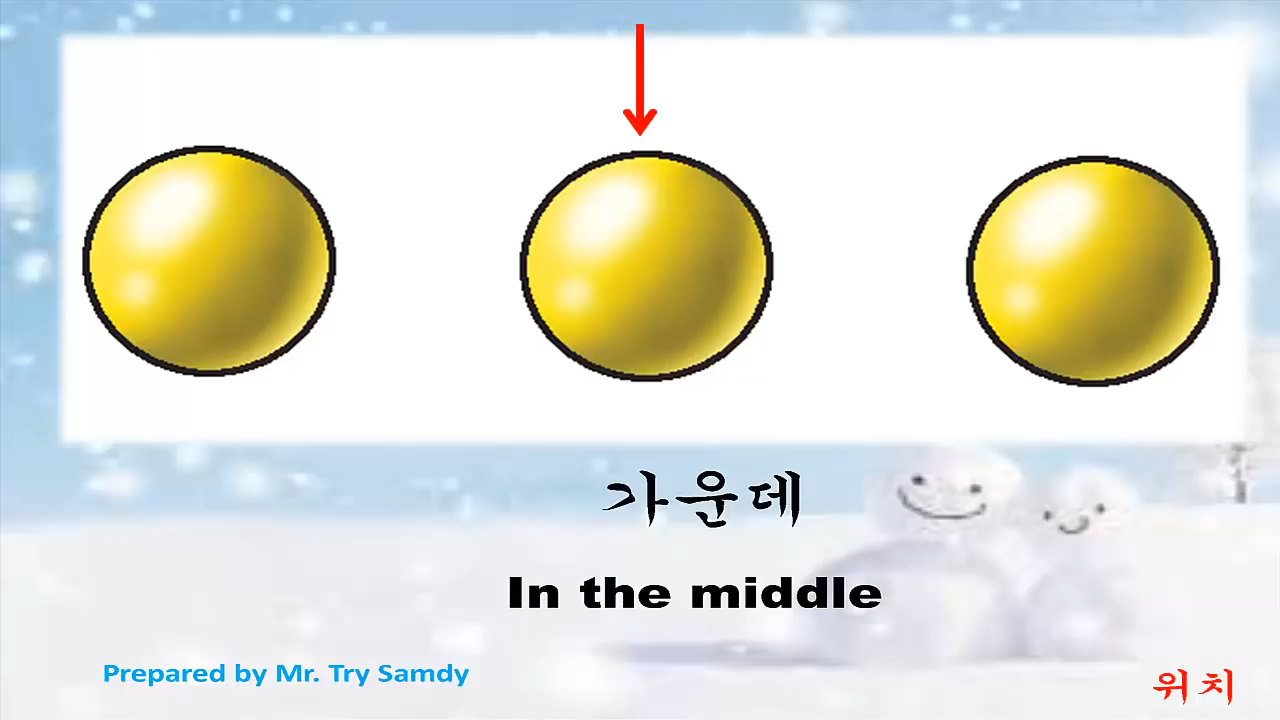 가운데
In the middle
Prepared by Mr. Try Samdy
위치